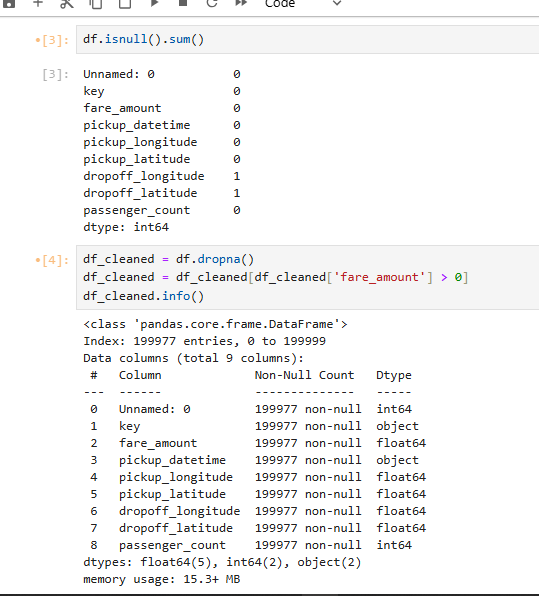 Code
[3]: df.isnull().sum()
[3]: Unnamed: 0 0
key 0
fare_amount 0
pickup_datetime 0
pickup_longitude 0
pickup_latitude 0
dropoff_longitude 1
dropoff_latitude 1
passenger_count 0
dtype: int64
[4]: df_cleaned = df.dropna()
df_cleaned = df_cleaned[df_cleaned['fare_amount'] > 0]
df_cleaned.info()
<class 'pandas.core.frame.DataFrame'>
Index: 199977 entries, 0 to 199999
Data columns (total 9 columns):
# Column Non-Null Count Dtype
--- ------ -------------- -----
0 Unnamed: 0 199977 non-null int64
1 key 199977 non-null object
2 fare_amount 199977 non-null float64
3 pickup_datetime 199977 non-null object
4 pickup_longitude 199977 non-null float64
5 pickup_latitude 199977 non-null float64
6 dropoff_longitude 199977 non-null float64
7 dropoff_latitude 199977 non-null float64
8 passenger_count 199977 non-null int64
dtypes: float64(5), int64(2), object(2)
memory usage: 15.3+ MB